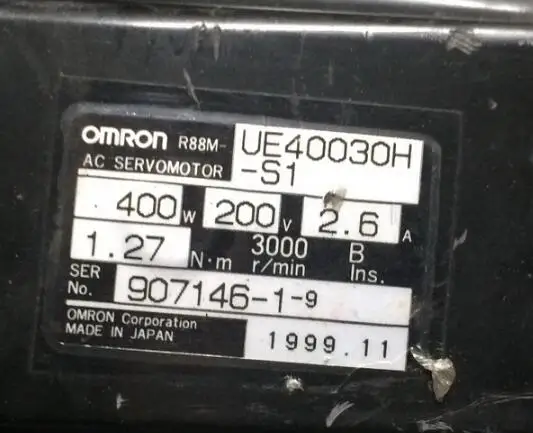 OMRON R88M-UE40030H
AC SERVOMOTOR -S1
400 W 200 V 2.6 A
1.27 N·m 3000 r/min B Ins.
SER No. 907146-1-9
OMRON Corporation
MADE IN JAPAN 1999.11